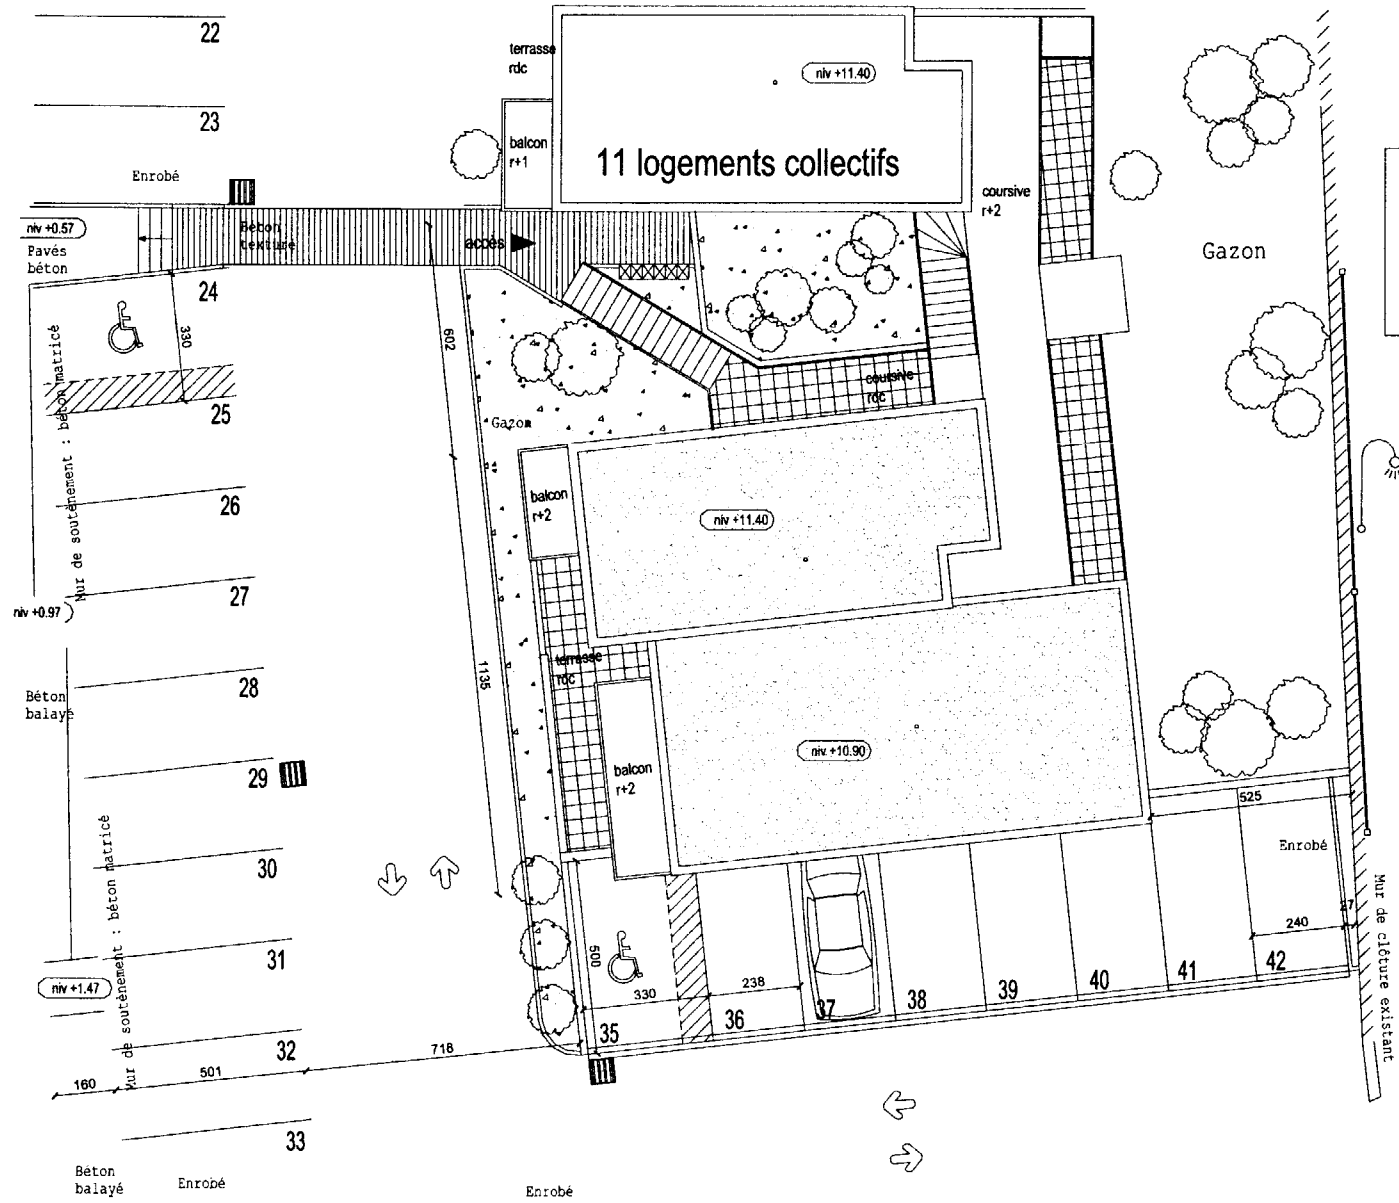 22
terrasse
rdc
niv +11.40
23
balcon
r+1
11 logements collectifs
Enrobé
coursive
r+2
niv +0.57
Béton
texturé
accès
Pavés
béton
Gazon
24
330
Mur de soutènement : béton matricé
602
coursive
rdc
25
Gazon
26
balcon
r+2
niv +11.40
27
niv +0.97
terrasse
rdc
1135
28
Béton
balayé
niv +10.90
29
balcon
r+2
525
30
Enrobé
Mur de soutènement : béton matricé
Mur de clôture existant
27
240
31
500
42
41
40
niv +1.47
330
238
39
38
37
36
35
32
718
501
160
33
Béton
balayé
Enrobé
Enrobé